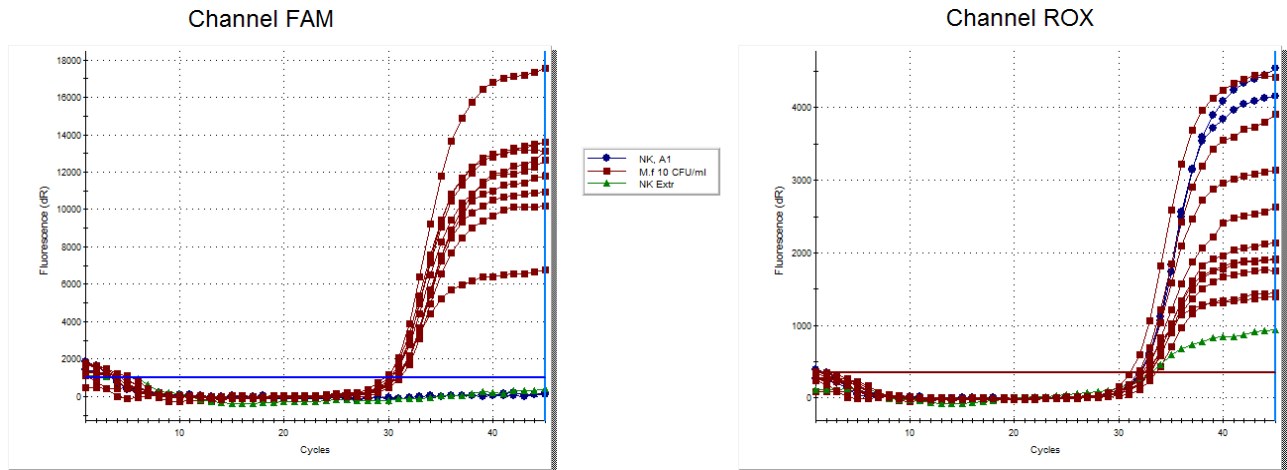 Channel FAM
Channel ROX
18000
16000
14000
12000
10000
8000
6000
4000
2000
0
Fluorescence (dR)
10
20
30
40
Cycles
NK, A1
M.f 10 CFU/ml
NK Extr
4000
3000
2000
1000
0
Fluorescence (dR)
10
20
30
40
Cycles